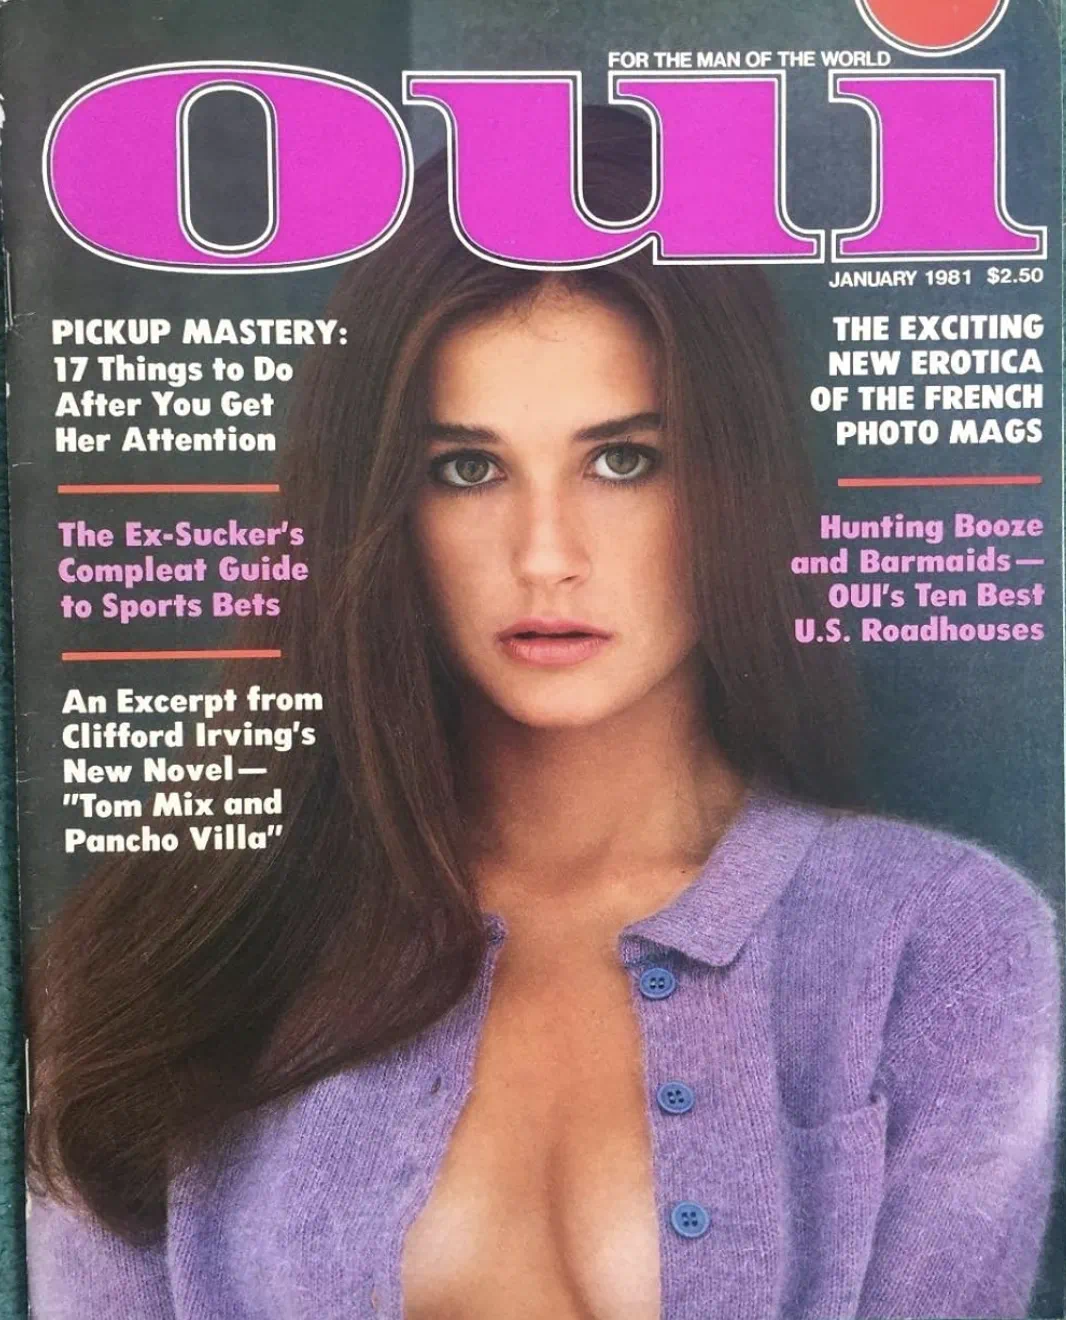 FOR THE MAN OF THE WORLD
oui
JANUARY 1981 $2.50
PICKUP MASTERY:
17 Things to Do
After You Get
Her Attention
The Ex-Sucker's
Compleat Guide
to Sports Bets
An Excerpt from
Clifford Irving's
New Novel—
"Tom Mix and
Pancho Villa"
THE EXCITING
NEW EROTICA
OF THE FRENCH
PHOTO MAGS
Hunting Booze
and Barmaids—
OUI's Ten Best
U.S. Roadhouses